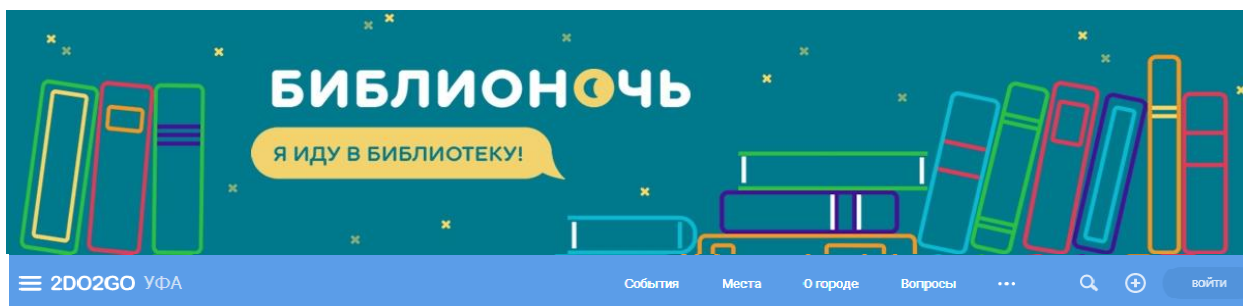 БИБЛИОНОЧЬ
Я ИДУ В БИБЛИОТЕКУ!
2DO2GO УФА События Места О городе Вопросы ... ВОЙТИ